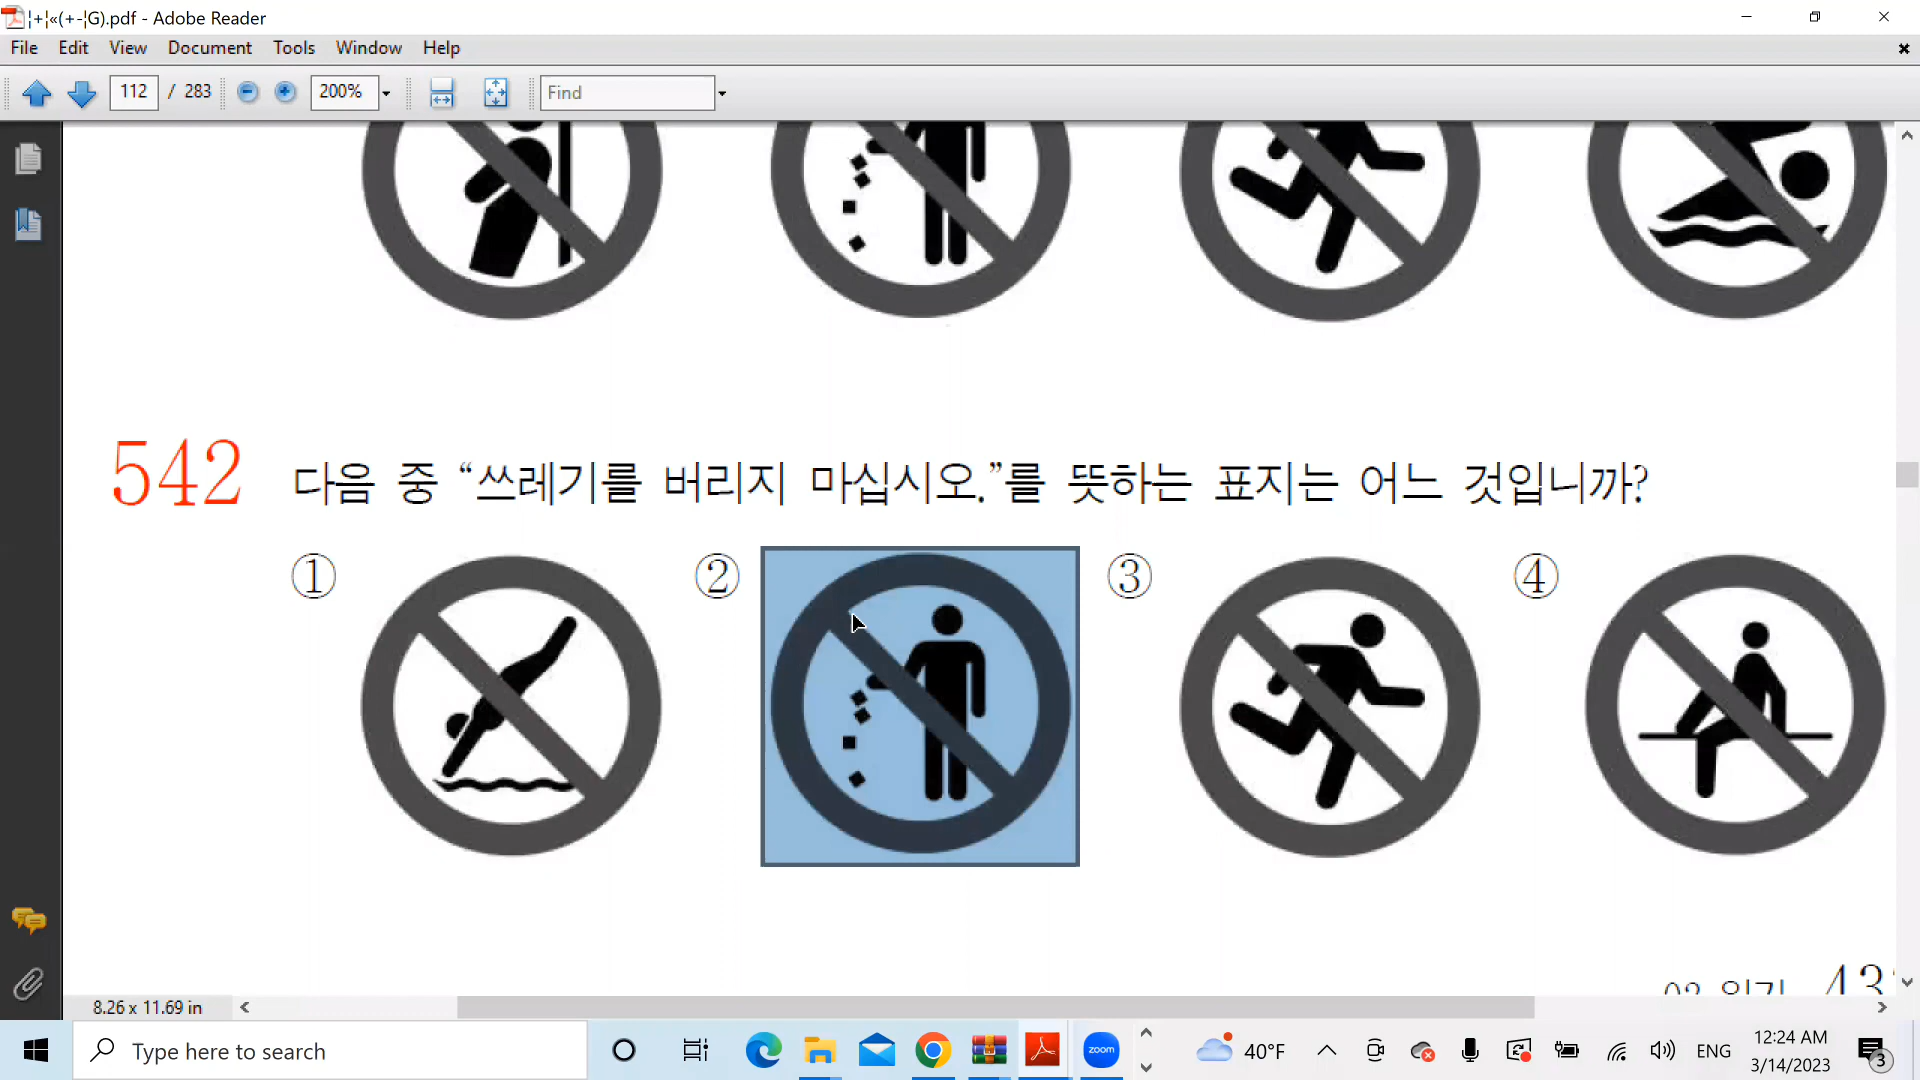 ¦+¦«(+-¦G).pdf - Adobe Reader
File Edit View Document Tools Window Help
112 / 283 200% Find
542 다음 중 “쓰레기를 버리지 마십시오.”를 뜻하는 표지는 어느 것입니까?
① ② ③ ④
8.26 x 11.69 in
Type here to search
zoom
40°F
ENG
12:24 AM
3/14/2023
3